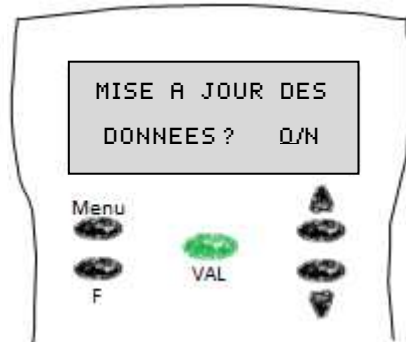 MISE A JOUR DES
DONNEES ? O/N
Menu
VAL
F